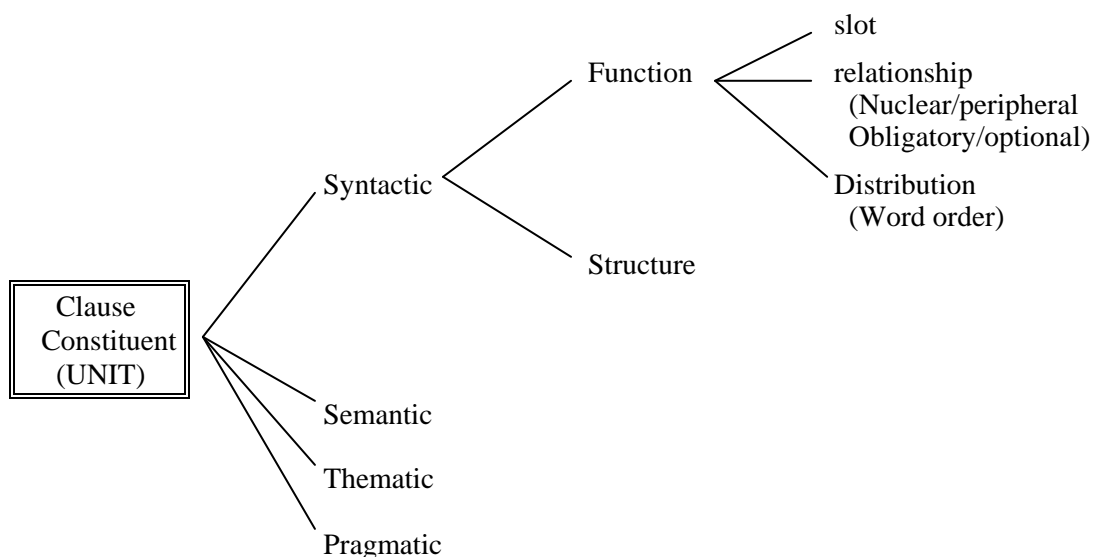 slot
Function
relationship
(Nuclear/peripheral
Obligatory/optional)
Syntactic
Distribution
(Word order)
Structure
Clause
Constituent
(UNIT)
Semantic
Thematic
Pragmatic